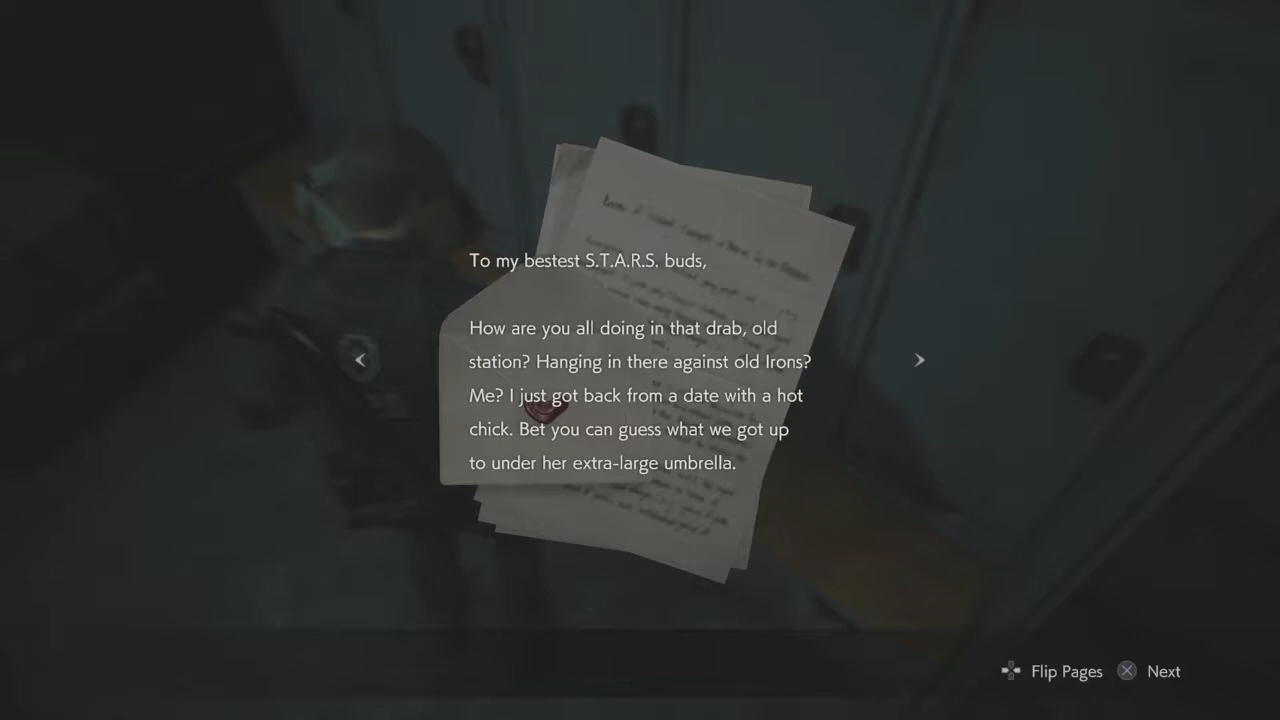 To my bestest S.T.A.R.S. buds,
How are you all doing in that drab, old
station? Hanging in there against old Irons?
Me? I just got back from a date with a hot
chick. Bet you can guess what we got up
to under her extra-large umbrella.
Flip Pages
Next